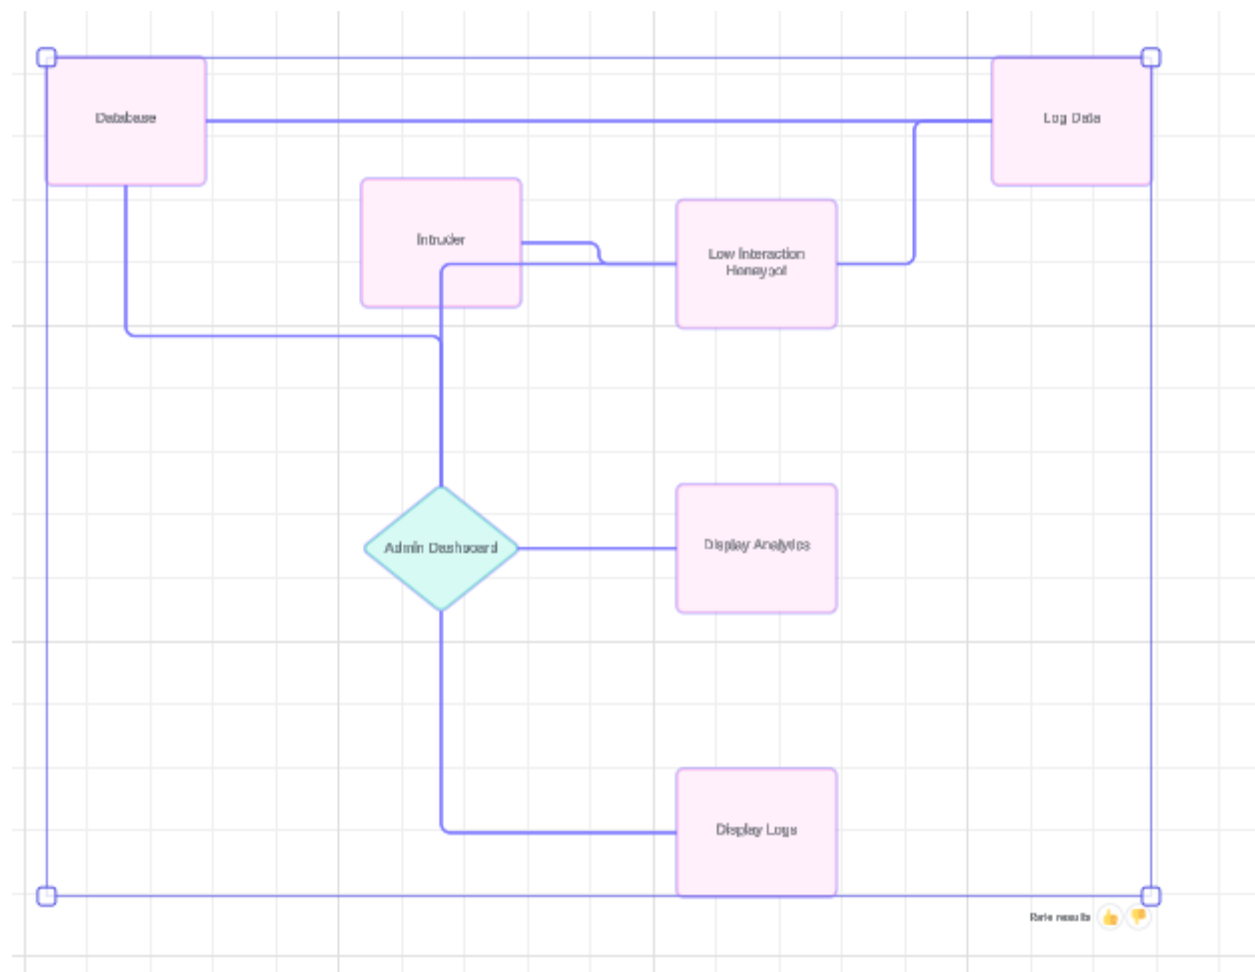 Database
Log Data
Intruder
Low Interaction
Honeypot
Admin Dashboard
Display Analytics
Display Logs
Rate results